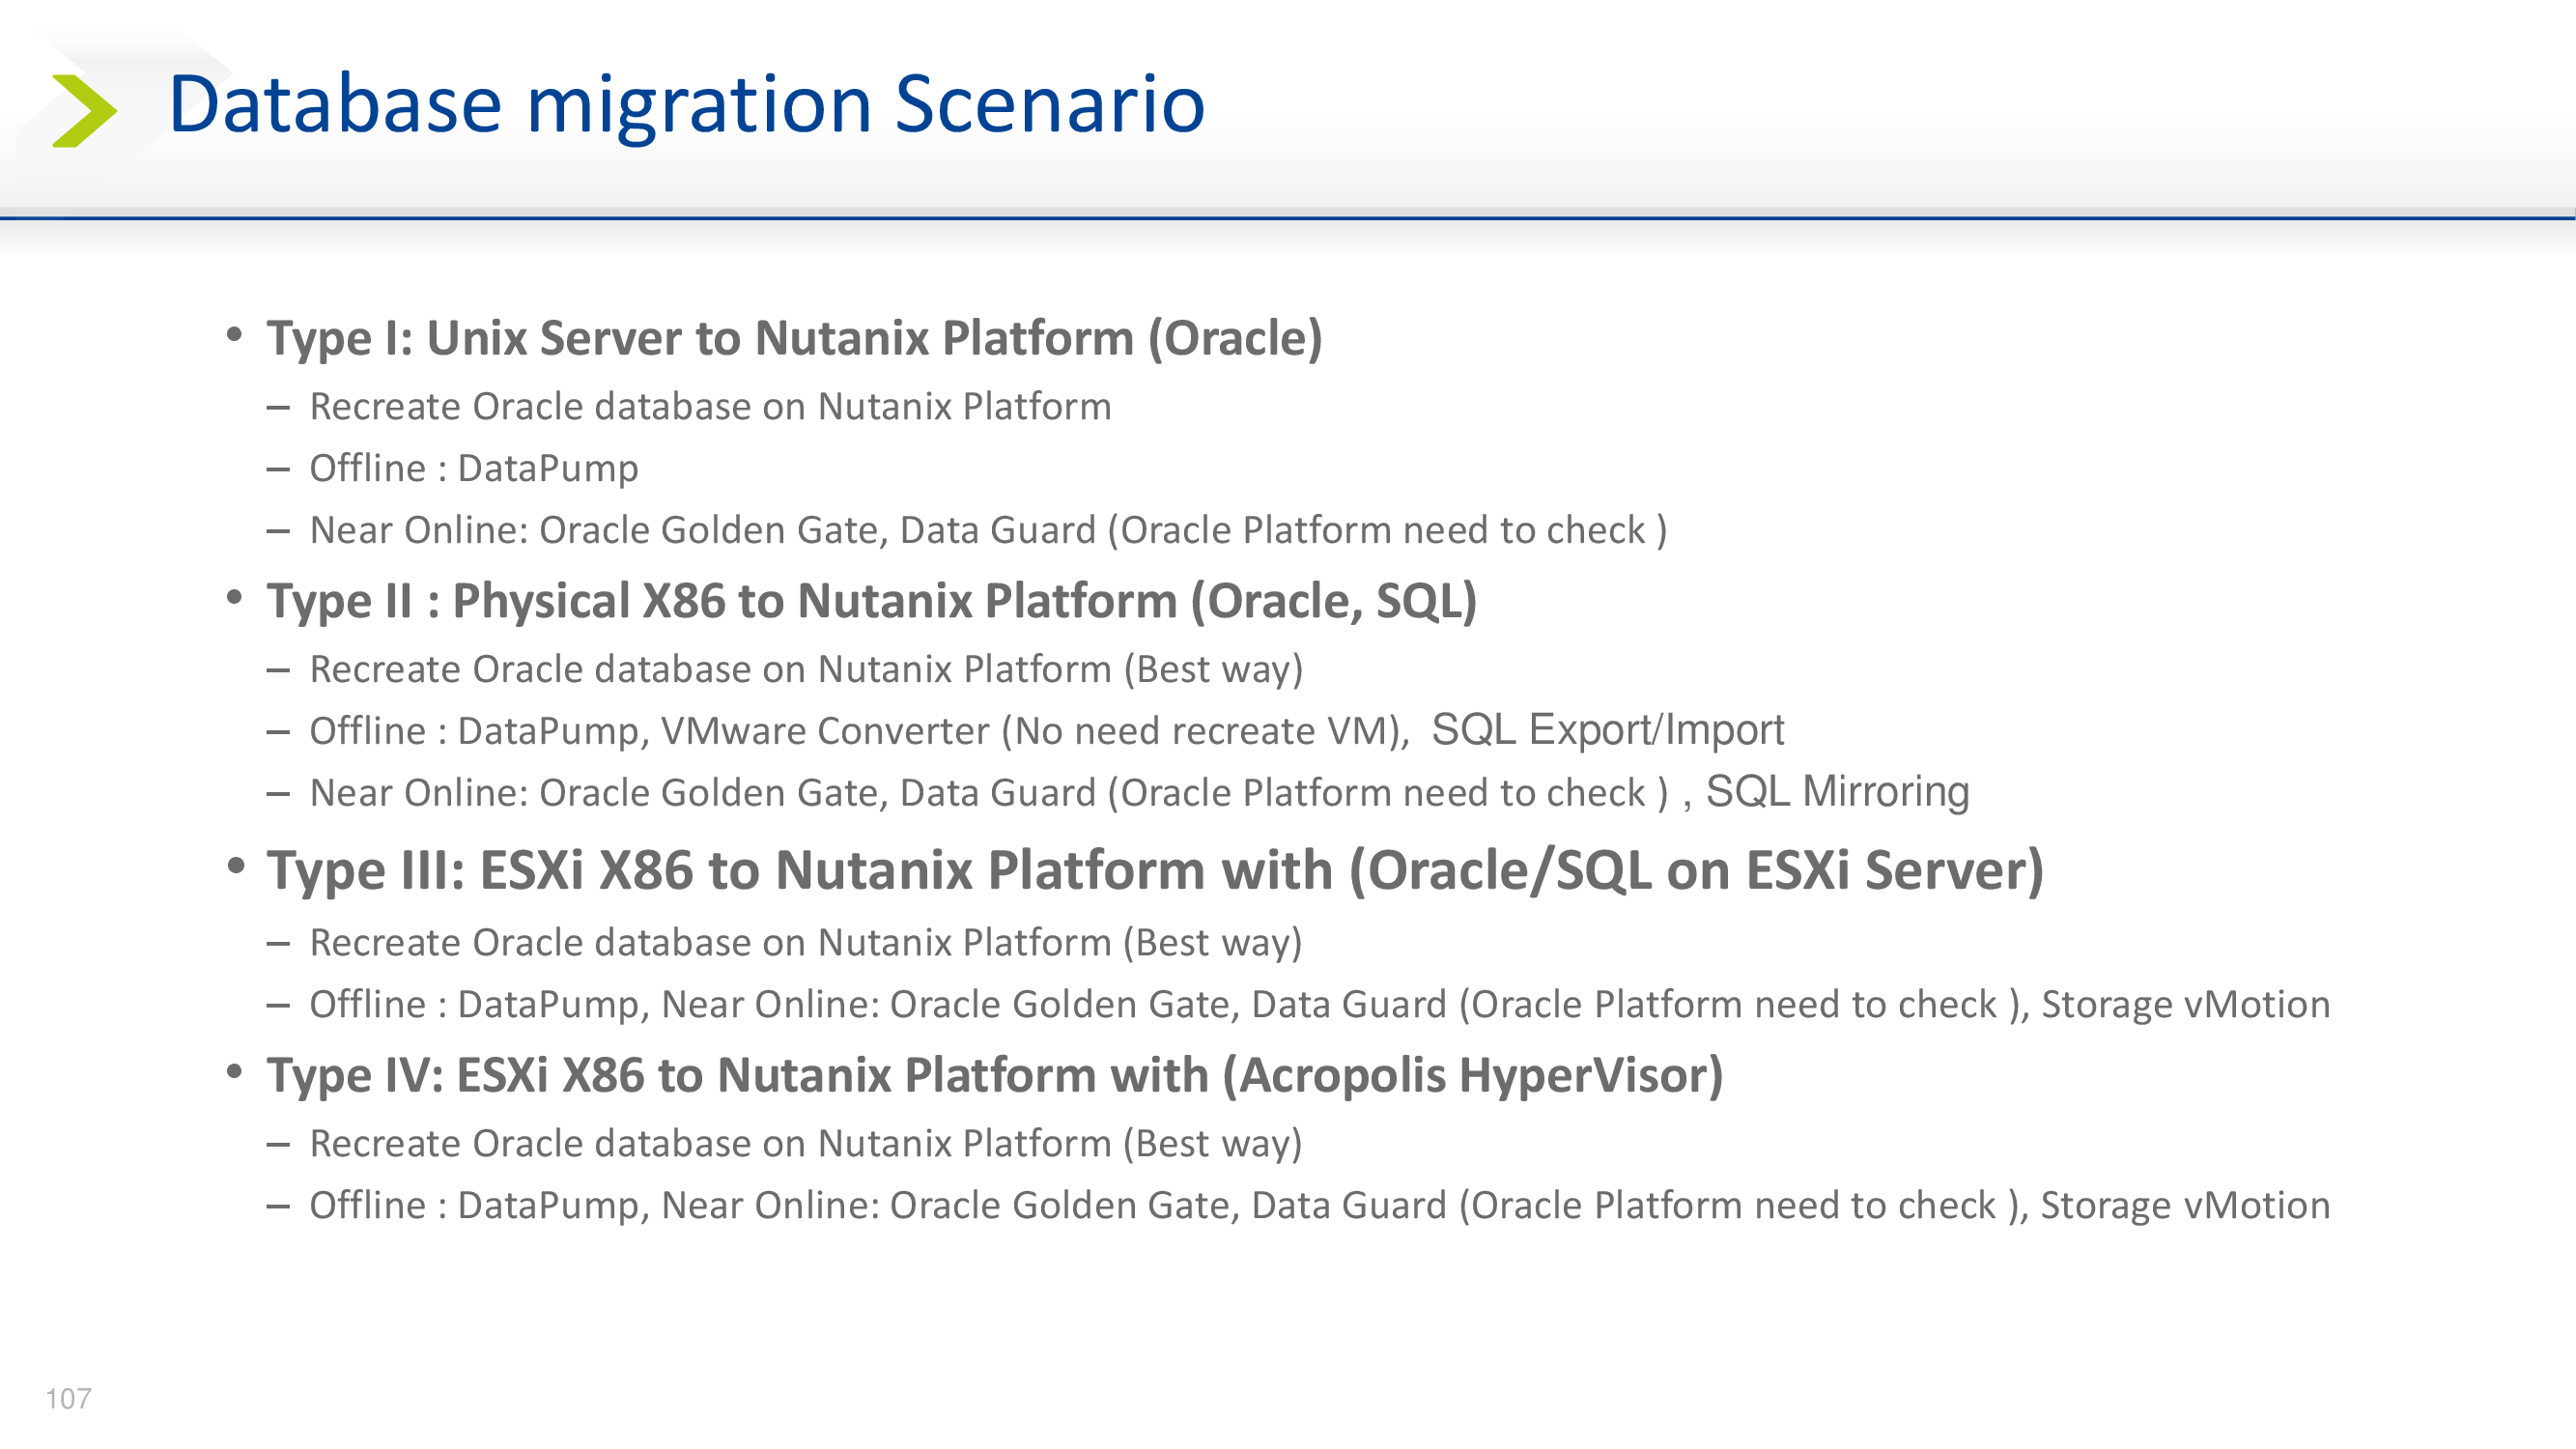 Database migration Scenario
• Type I: Unix Server to Nutanix Platform (Oracle)
– Recreate Oracle database on Nutanix Platform
– Offline : DataPump
– Near Online: Oracle Golden Gate, Data Guard (Oracle Platform need to check )
• Type II : Physical X86 to Nutanix Platform (Oracle, SQL)
– Recreate Oracle database on Nutanix Platform (Best way)
– Offline : DataPump, VMware Converter (No need recreate VM),  SQL Export/Import
– Near Online: Oracle Golden Gate, Data Guard (Oracle Platform need to check ) , SQL Mirroring
• Type III: ESXi X86 to Nutanix Platform with (Oracle/SQL on ESXi Server)
– Recreate Oracle database on Nutanix Platform (Best way)
– Offline : DataPump, Near Online: Oracle Golden Gate, Data Guard (Oracle Platform need to check ), Storage vMotion
• Type IV: ESXi X86 to Nutanix Platform with (Acropolis HyperVisor)
– Recreate Oracle database on Nutanix Platform (Best way)
– Offline : DataPump, Near Online: Oracle Golden Gate, Data Guard (Oracle Platform need to check ), Storage vMotion
107